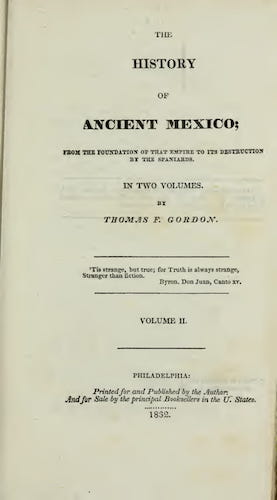 THE
HISTORY
OF
ANCIENT MEXICO;
FROM THE FOUNDATION OF THAT EMPIRE TO ITS DESTRUCTION
BY THE SPANIARDS.
IN TWO VOLUMES.
BY
THOMAS F. GORDON.
'Tis strange, but true; for Truth is always strange,
Stranger than fiction.
Byron. Don Juan, Canto XV.
VOLUME II.
PHILADELPHIA:
Printed for and Published by the Author;
And for Sale by the principal Booksellers in the U. States.
1832.